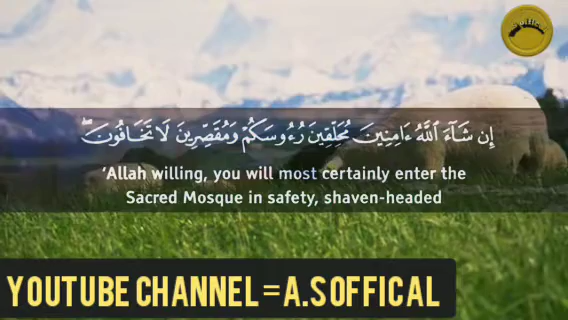 إِن شَآءَ ٱللَّهُ ءَامِنِينَ مُحَلِّقِينَ رُءُوسَكُمْ وَمُقَصِّرِينَ لَا تَخَافُونَ ۖ
‘Allah willing, you will most certainly enter the
Sacred Mosque in safety, shaven-headed
YOUTUBE CHANNEL = A.S OFFICAL